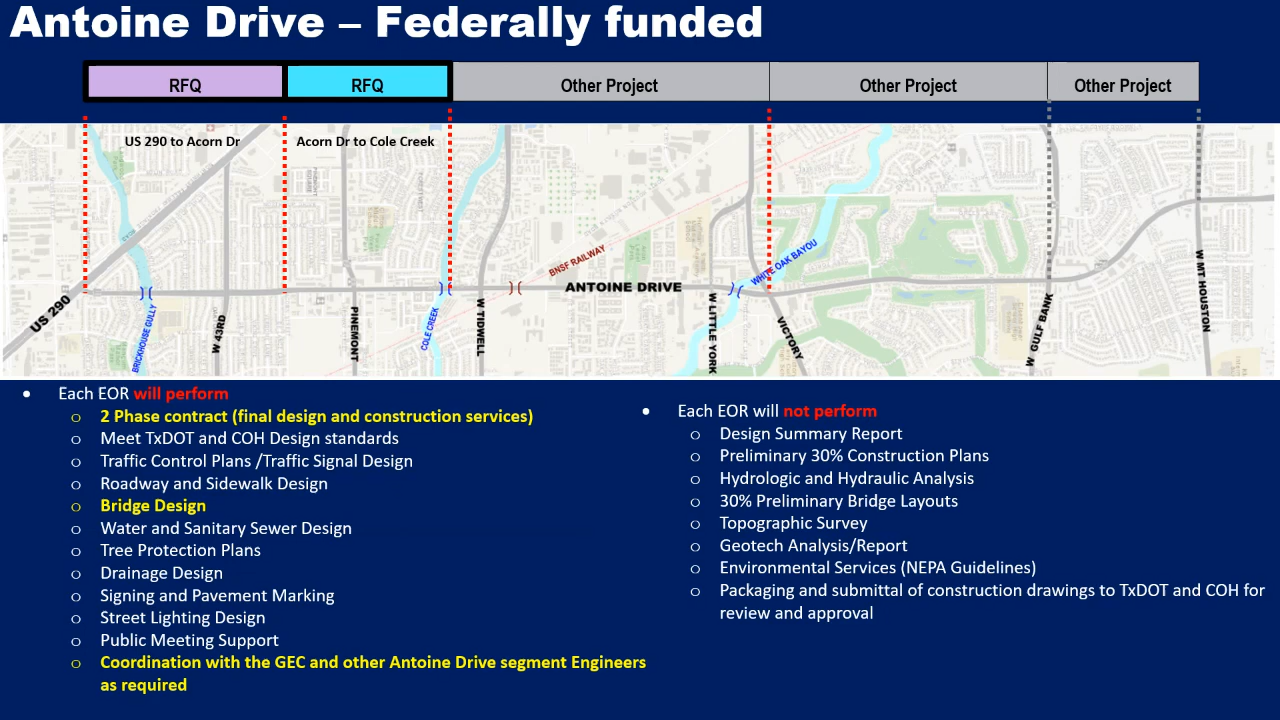 Antoine Drive – Federally funded
RFQ
RFQ
Other Project
Other Project
Other Project
US 290 to Acorn Dr
Acorn Dr to Cole Creek
US 290
BRICKHOUSE GULLY
W 43RD
PINEMONT
COLE CREEK
W TIDWELL
BNSF RAILWAY
ANTOINE DRIVE
W LITTLE YORK
WHITE OAK BAYOU
VICTORY
W GULF BANK
W MT HOUSTON
• Each EOR will perform
o 2 Phase contract (final design and construction services)
o Meet TxDOT and COH Design standards
o Traffic Control Plans /Traffic Signal Design
o Roadway and Sidewalk Design
o Bridge Design
o Water and Sanitary Sewer Design
o Tree Protection Plans
o Drainage Design
o Signing and Pavement Marking
o Street Lighting Design
o Public Meeting Support
o Coordination with the GEC and other Antoine Drive segment Engineers
as required
• Each EOR will not perform
o Design Summary Report
o Preliminary 30% Construction Plans
o Hydrologic and Hydraulic Analysis
o 30% Preliminary Bridge Layouts
o Topographic Survey
o Geotech Analysis/Report
o Environmental Services (NEPA Guidelines)
o Packaging and submittal of construction drawings to TxDOT and COH for
review and approval